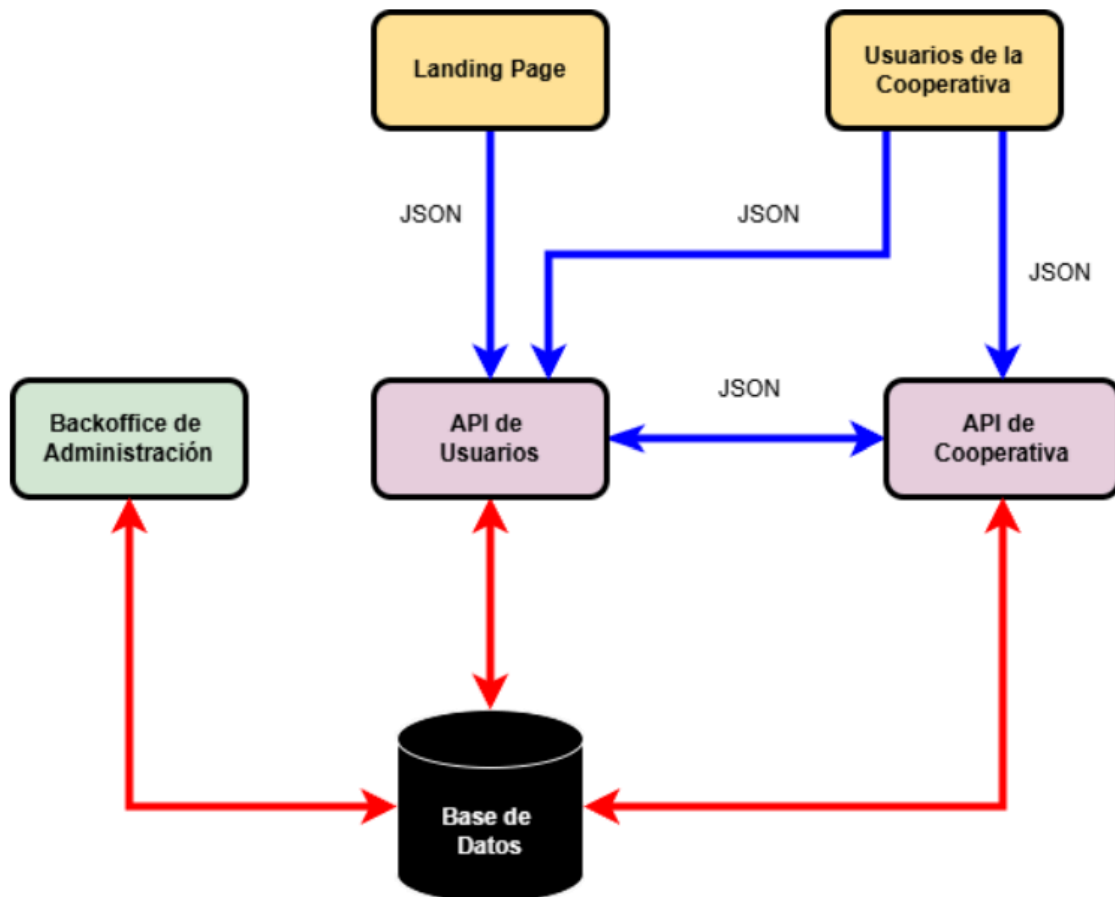 Landing Page
Usuarios de la
Cooperativa
JSON
JSON
JSON
JSON
Backoffice de
Administración
API de
Usuarios
API de
Cooperativa
Base de
Datos